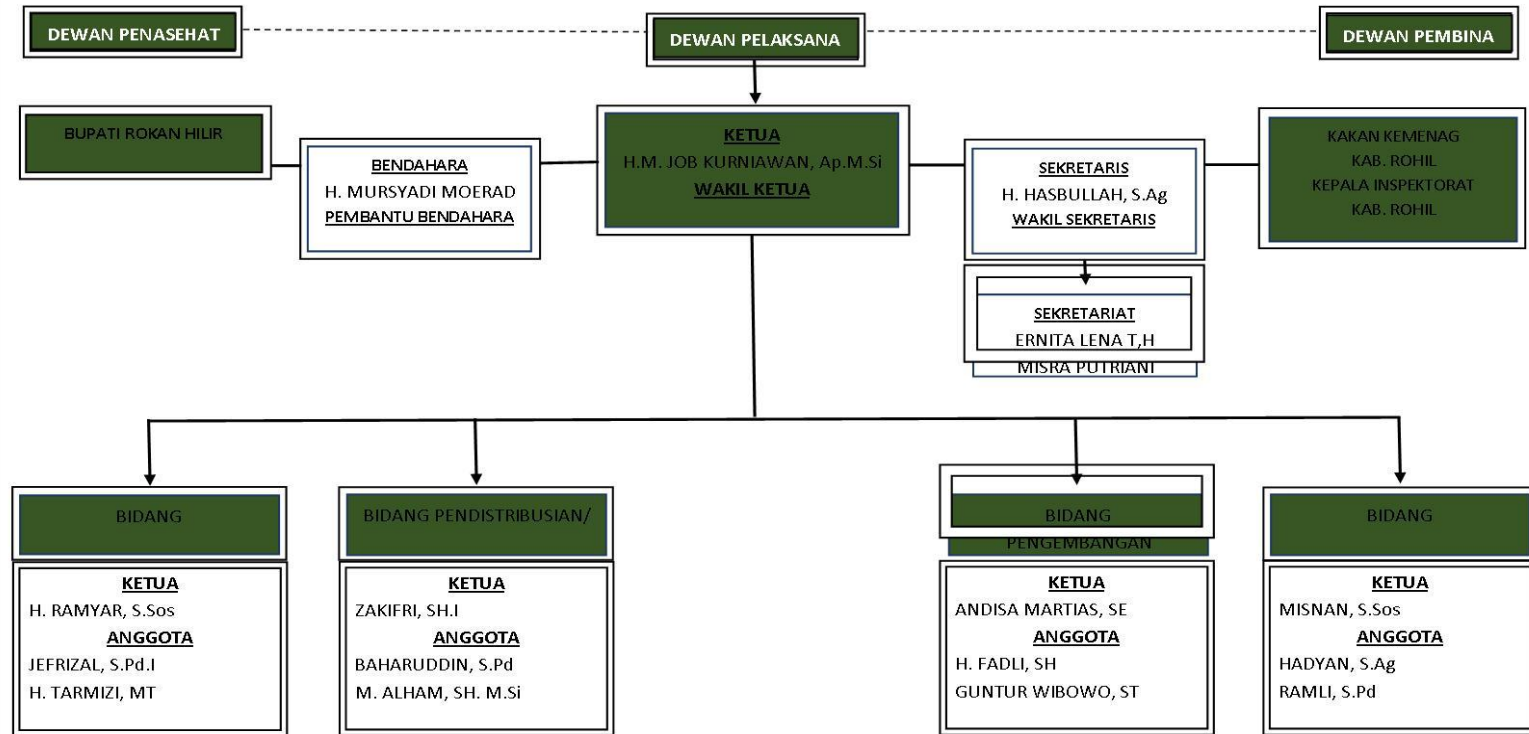 DEWAN PENASEHAT
DEWAN PELAKSANA
DEWAN PEMBINA
BUPATI ROKAN HILIR
BENDAHARA
H. MURSYADI MOERAD
PEMBANTU BENDAHARA
KETUA
H.M. JOB KURNIAWAN, Ap.M.Si
WAKIL KETUA
SEKRETARIS
H. HASBULLAH, S.Ag
WAKIL SEKRETARIS
KAKAN KEMENAG
KAB. ROHIL
KEPALA INSPEKTORAT
KAB. ROHIL
SEKRETARIAT
ERNITA LENA T,H
MISRA PUTRIANI
BIDANG
KETUA
H. RAMYAR, S.Sos
ANGGOTA
JEFRIZAL, S.Pd.I
H. TARMIZI, MT
BIDANG PENDISTRIBUSIAN/
KETUA
ZAKIFRI, SH.I
ANGGOTA
BAHARUDDIN, S.Pd
M. ALHAM, SH. M.Si
BIDANG
PENGEMBANGAN
KETUA
ANDISA MARTIAS, SE
ANGGOTA
H. FADLI, SH
GUNTUR WIBOWO, ST
BIDANG
KETUA
MISNAN, S.Sos
ANGGOTA
HADYAN, S.Ag
RAMLI, S.Pd